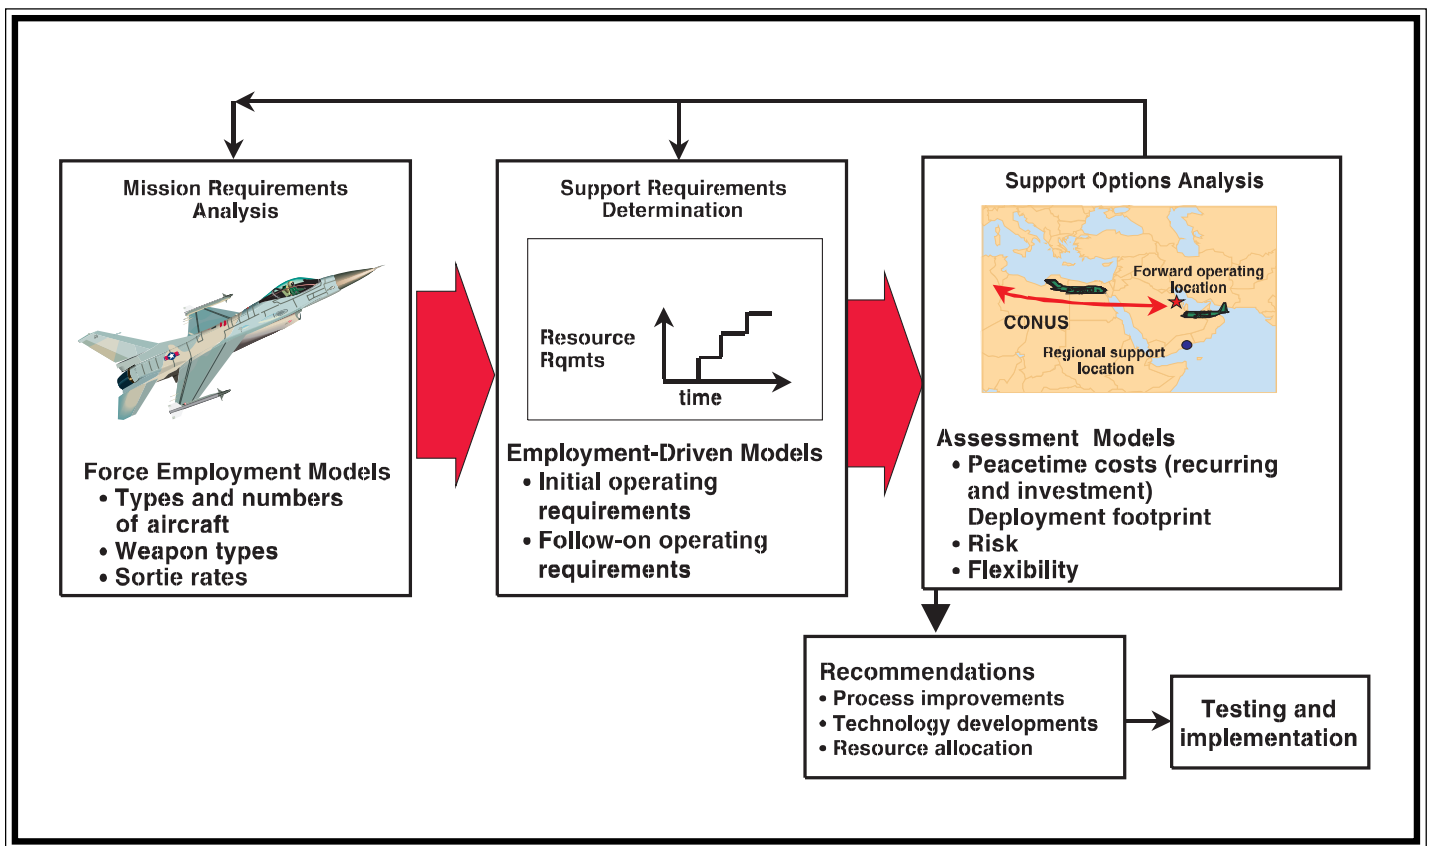 Mission Requirements
Analysis
Force Employment Models
• Types and numbers
of aircraft
• Weapon types
• Sortie rates
Support Requirements
Determination
Resource
Rqmts
time
Employment-Driven Models
• Initial operating
requirements
• Follow-on operating
requirements
Support Options Analysis
Forward operating
location
CONUS
Regional support
location
Assessment Models
• Peacetime costs (recurring
and investment)
Deployment footprint
• Risk
• Flexibility
Recommendations
• Process improvements
• Technology developments
• Resource allocation
Testing and
implementation